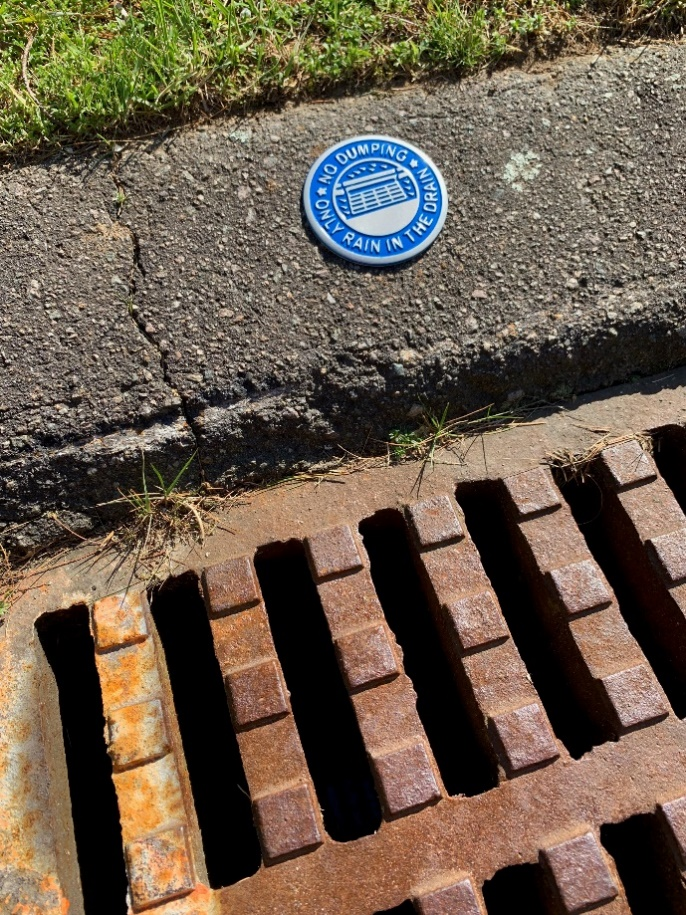 ★ NO DUMPING ★
ONLY RAIN IN THE DRAIN